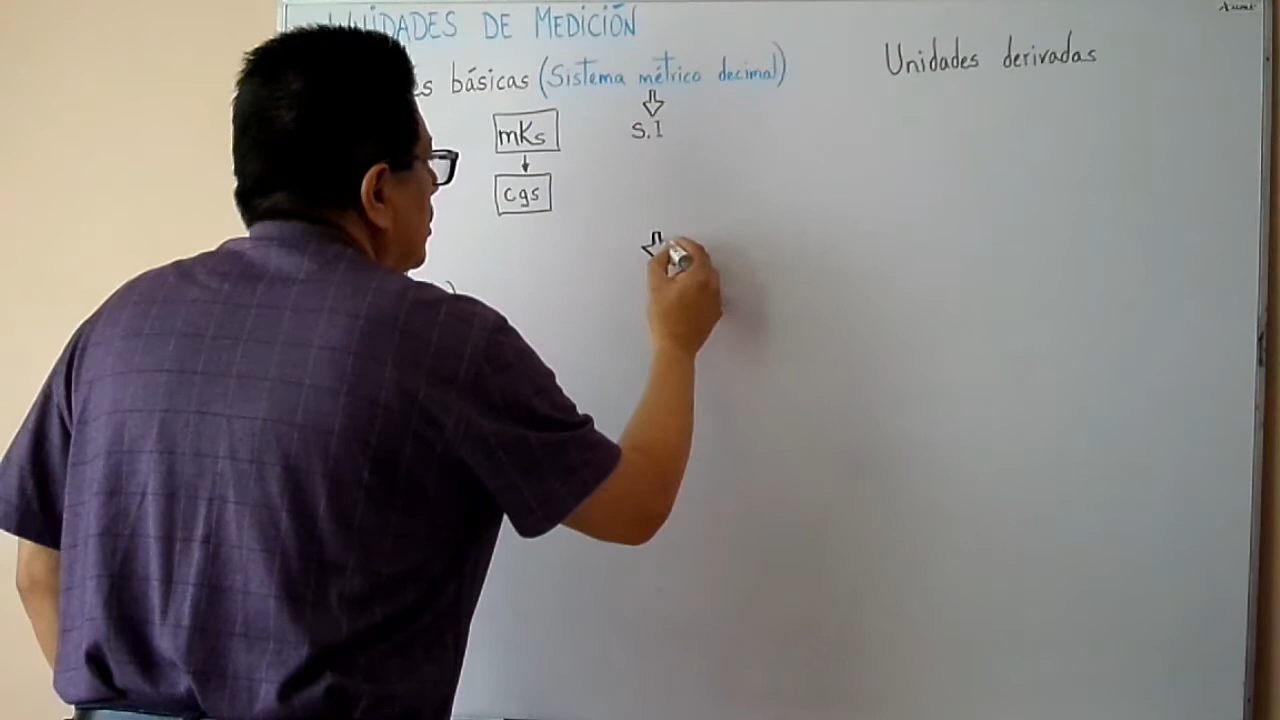 UNIDADES DE MEDICIÓN
es básicas (Sistema métrico decimal)
Unidades derivadas
mKs
S.I
cgs
)